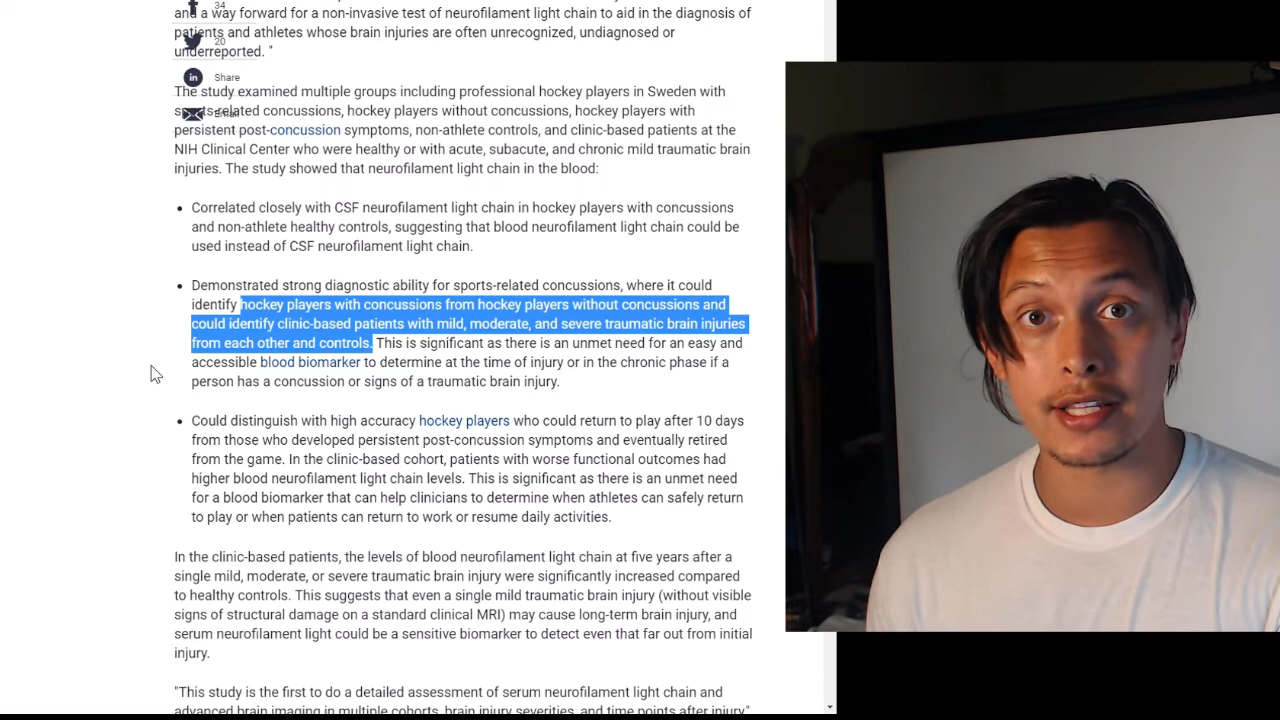 34
and a way forward for a non-invasive test of neurofilament light chain to aid in the diagnosis of
patients and athletes whose brain injuries are often unrecognized, undiagnosed or
20
underreported. "
in Share
The study examined multiple groups including professional hockey players in Sweden with
sports-related concussions, hockey players without concussions, hockey players with
Email
persistent post-concussion symptoms, non-athlete controls, and clinic-based patients at the
NIH Clinical Center who were healthy or with acute, subacute, and chronic mild traumatic brain
injuries. The study showed that neurofilament light chain in the blood:
Correlated closely with CSF neurofilament light chain in hockey players with concussions
and non-athlete healthy controls, suggesting that blood neurofilament light chain could be
used instead of CSF neurofilament light chain.
Demonstrated strong diagnostic ability for sports-related concussions, where it could
identify hockey players with concussions from hockey players without concussions and
could identify clinic-based patients with mild, moderate, and severe traumatic brain injuries
from each other and controls. This is significant as there is an unmet need for an easy and
accessible blood biomarker to determine at the time of injury or in the chronic phase if a
person has a concussion or signs of a traumatic brain injury.
Could distinguish with high accuracy hockey players who could return to play after 10 days
from those who developed persistent post-concussion symptoms and eventually retired
from the game. In the clinic-based cohort, patients with worse functional outcomes had
higher blood neurofilament light chain levels. This is significant as there is an unmet need
for a blood biomarker that can help clinicians to determine when athletes can safely return
to play or when patients can return to work or resume daily activities.
In the clinic-based patients, the levels of blood neurofilament light chain at five years after a
single mild, moderate, or severe traumatic brain injury were significantly increased compared
to healthy controls. This suggests that even a single mild traumatic brain injury (without visible
signs of structural damage on a standard clinical MRI) may cause long-term brain injury, and
serum neurofilament light could be a sensitive biomarker to detect even that far out from initial
injury.
"This study is the first to do a detailed assessment of serum neurofilament light chain and
advanced brain imaging in multiple cohorts, brain injury severities, and time points after injury"